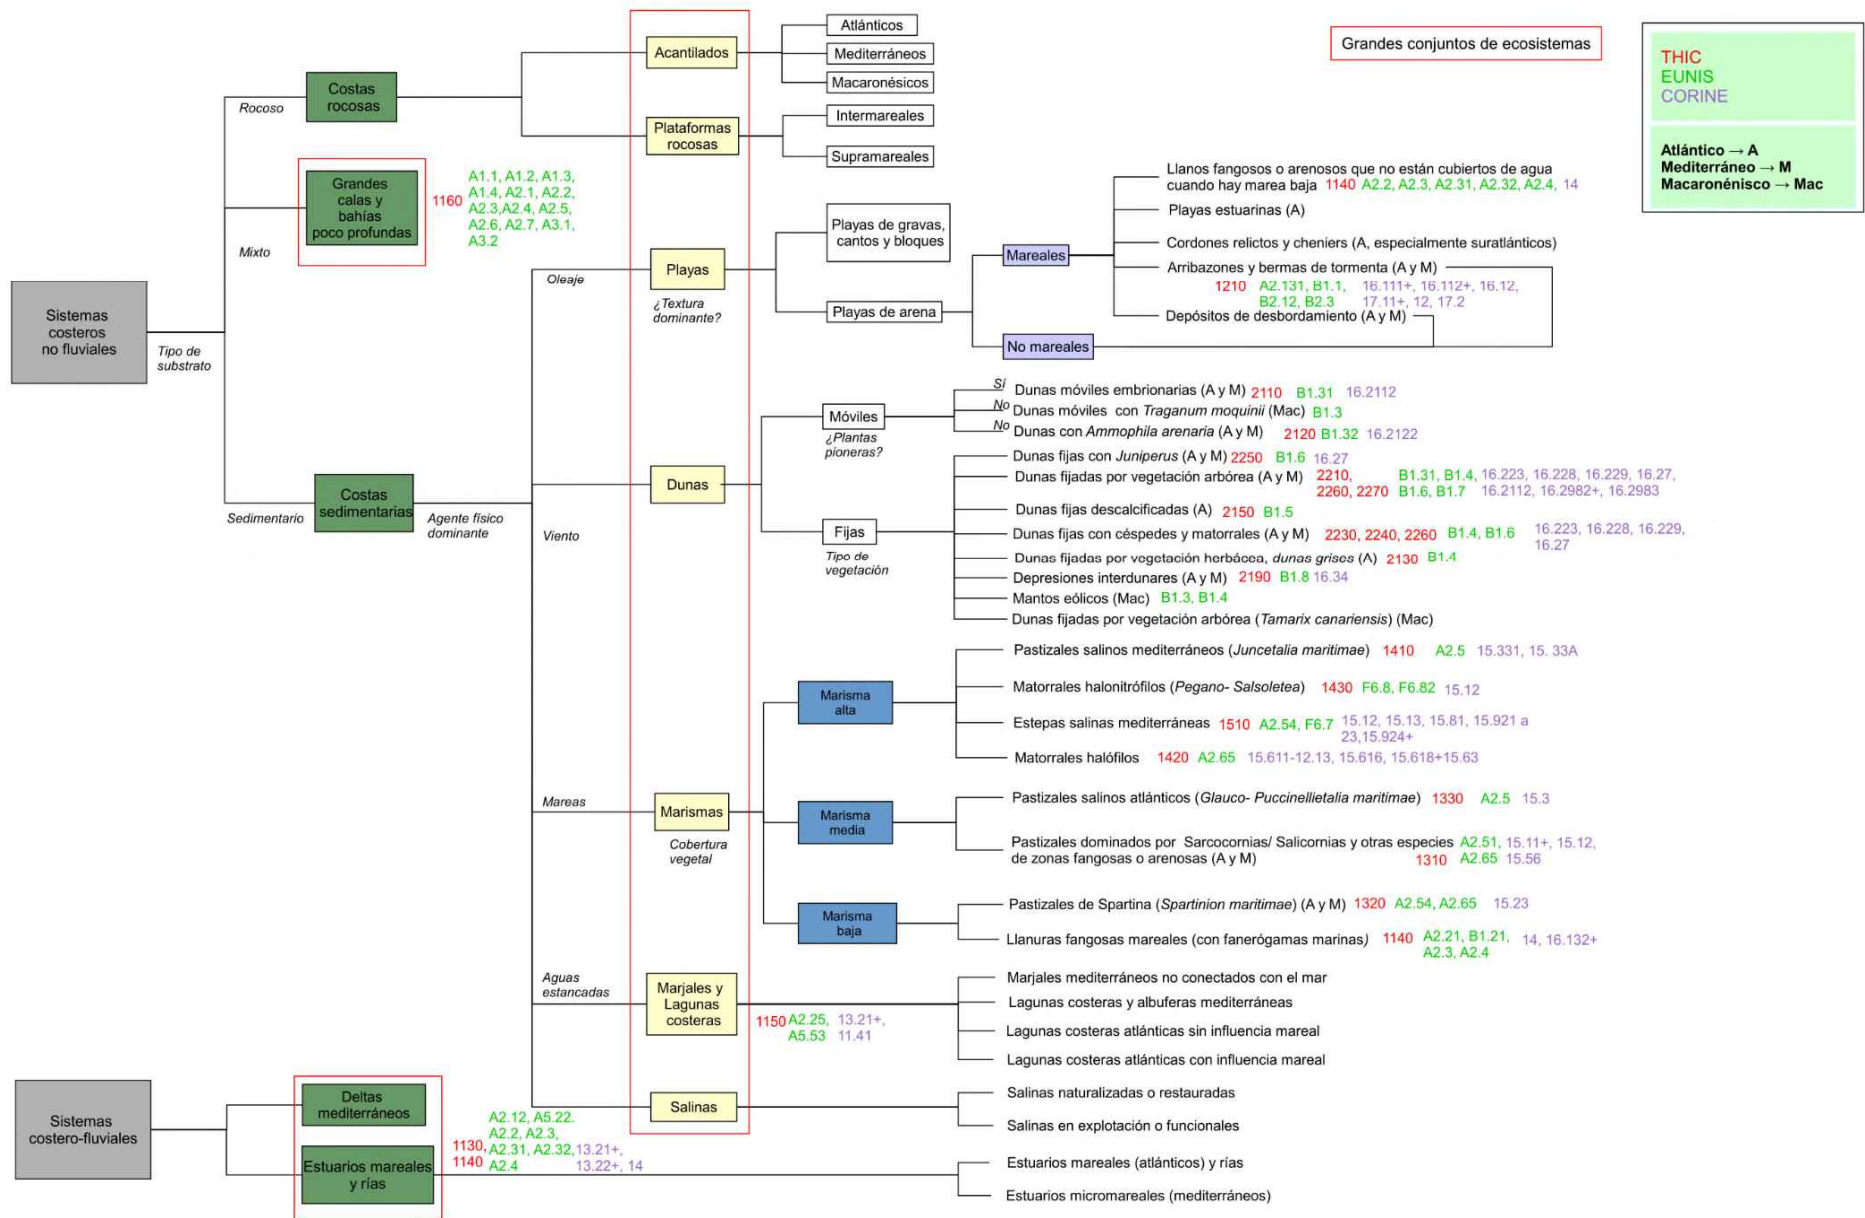 Grandes conjuntos de ecosistemas
THIC
EUNIS
CORINE
Atlántico → A
Mediterráneo → M
Macaronénisco → Mac
Sistemas
costeros
no fluviales
Tipo de
substrato
Rocoso
Costas
rocosas
Acantilados
Atlánticos
Mediterráneos
Macaronésicos
Plataformas
rocosas
Intermareales
Supramareales
Mixto
Grandes
calas y
bahías
poco profundas
1160
A1.1, A1.2, A1.3,
A1.4, A2.1, A2.2,
A2.3,A2.4, A2.5,
A2.6, A2.7, A3.1,
A3.2
Sedimentario
Costas
sedimentarias
Agente físico
dominante
Oleaje
Playas
¿Textura
dominante?
Playas de gravas,
cantos y bloques
Playas de arena
Mareales
Llanos fangosos o arenosos que no están cubiertos de agua
cuando hay marea baja 1140 A2.2, A2.3, A2.31, A2.32, A2.4, 14
Playas estuarinas (A)
Cordones relictos y cheniers (A, especialmente suratlánticos)
Arribazones y bermas de tormenta (A y M)
1210 A2.131, B1.1, 16.111+, 16.112+, 16.12,
B2.12, B2.3 17.11+, 12, 17.2
Depósitos de desbordamiento (A y M)
No mareales
Viento
Dunas
Móviles
¿Plantas
pioneras?
Sí Dunas móviles embrionarias (A y M) 2110 B1.31 16.2112
No Dunas móviles con Traganum moquinii (Mac) B1.3
No Dunas con Ammophila arenaria (A y M) 2120 B1.32 16.2122
Fijas
Tipo de
vegetación
Dunas fijas con Juniperus (A y M) 2250 B1.6 16.27
Dunas fijadas por vegetación arbórea (A y M) 2210, B1.31, B1.4, 16.223, 16.228, 16.229, 16.27,
2260, 2270 B1.6, B1.7 16.2112, 16.2982+, 16.2983
Dunas fijas descalcificadas (A) 2150 B1.5
Dunas fijas con céspedes y matorrales (A y M) 2230, 2240, 2260 B1.4, B1.6 16.223, 16.228, 16.229,
16.27
Dunas fijadas por vegetación herbácea, dunas grises (A) 2130 B1.4
Depresiones interdunares (A y M) 2190 B1.8 16.34
Mantos eólicos (Mac) B1.3, B1.4
Dunas fijadas por vegetación arbórea (Tamarix canariensis) (Mac)
Mareas
Marismas
Cobertura
vegetal
Marisma
alta
Pastizales salinos mediterráneos (Juncetalia maritimae) 1410 A2.5 15.331, 15. 33A
Matorrales halonitrófilos (Pegano- Salsoletea) 1430 F6.8, F6.82 15.12
Estepas salinas mediterráneas 1510 A2.54, F6.7 15.12, 15.13, 15.81, 15.921 a
23,15.924+
Matorrales halófilos 1420 A2.65 15.611-12.13, 15.616, 15.618+15.63
Marisma
media
Pastizales salinos atlánticos (Glauco- Puccinellietalia maritimae) 1330 A2.5 15.3
Pastizales dominados por Sarcocornias/ Salicornias y otras especies A2.51, 15.11+, 15.12,
de zonas fangosas o arenosas (A y M) 1310 A2.65 15.56
Marisma
baja
Pastizales de Spartina (Spartinion maritimae) (A y M) 1320 A2.54, A2.65 15.23
Llanuras fangosas mareales (con fanerógamas marinas) 1140 A2.21, B1.21, 14, 16.132+
A2.3, A2.4
Aguas
estancadas
Marjales y
Lagunas
costeras
1150 A2.25, 13.21+,
A5.53 11.41
Marjales mediterráneos no conectados con el mar
Lagunas costeras y albuferas mediterráneas
Lagunas costeras atlánticas sin influencia mareal
Lagunas costeras atlánticas con influencia mareal
Salinas
Salinas naturalizadas o restauradas
Salinas en explotación o funcionales
Sistemas
costero-fluviales
Deltas
mediterráneos
Estuarios mareales
y rías
A2.12, A5.22.
A2.2, A2.3,
1130, A2.31, A2.32, 13.21+,
1140 A2.4 13.22+, 14
Estuarios mareales (atlánticos) y rías
Estuarios micromareales (mediterráneos)